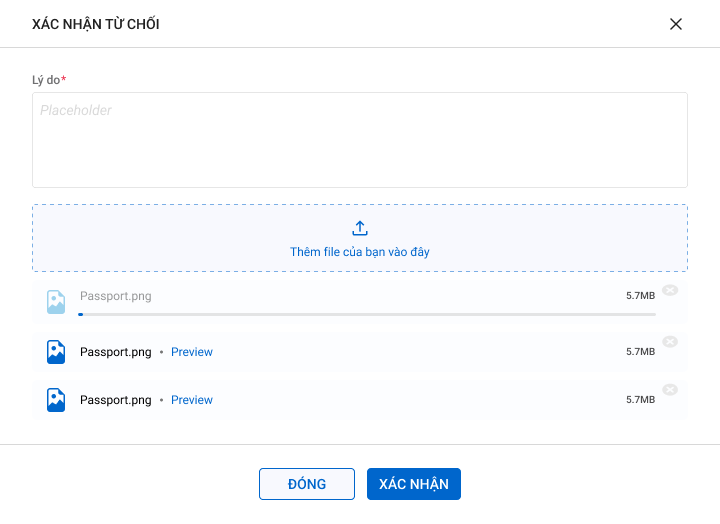 XÁC NHẬN TỪ CHỐI
Lý do*
Placeholder
Thêm file của bạn vào đây
Passport.png 5.7MB
Passport.png • Preview 5.7MB
Passport.png • Preview 5.7MB
ĐÓNG XÁC NHẬN